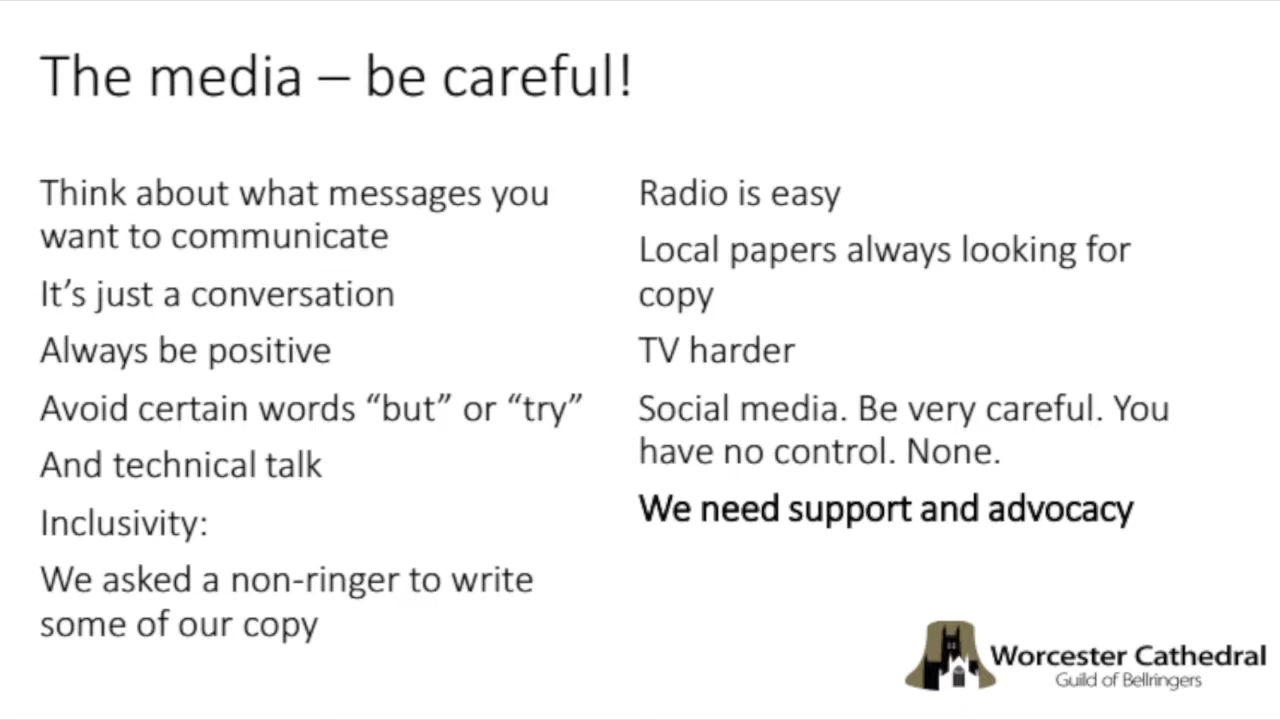 The media – be careful!
Think about what messages you
want to communicate
It’s just a conversation
Always be positive
Avoid certain words “but” or “try”
And technical talk
Inclusivity:
We asked a non-ringer to write
some of our copy
Radio is easy
Local papers always looking for
copy
TV harder
Social media. Be very careful. You
have no control. None.
We need support and advocacy
Worcester Cathedral
Guild of Bellringers